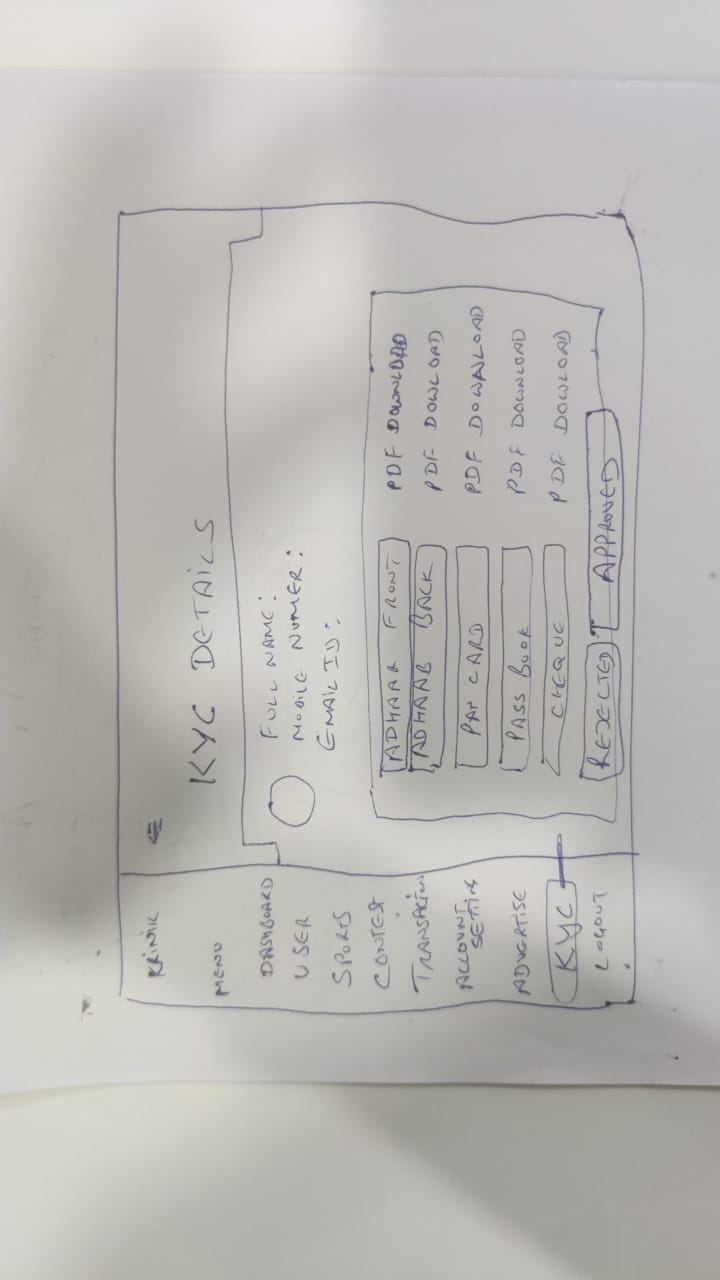 KRINIK
MENU
DASHBOARD
USER
SPORTS
CONTEST
TRANSACTION
ACCOUNT
SETTING
ADVERTISE
KYC
LOGOUT
KYC DETAILS
FULL NAME:
MOBILE NUMER:
EMAIL ID:
ADHAAR FRONT PDF DOWNLOAD
ADHAAR BACK PDF DOWLOAD
PAN CARD PDF DOWNLOAD
PASS BOOK PDF DOWNLOAD
CHEQUE PDF DOWLOAD
REJECTED APPROVED